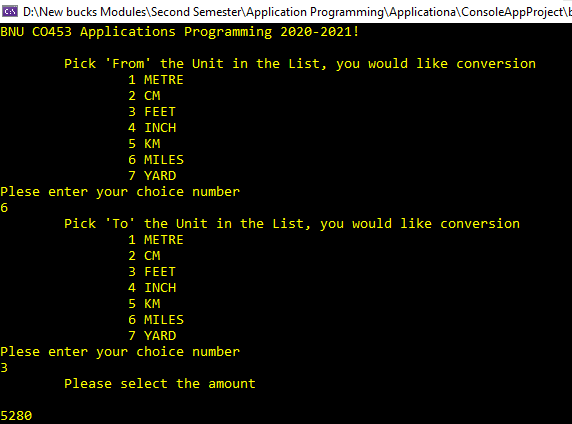 D:\New bucks Modules\Second Semester\Application Programming\Applicationa\ConsoleAppProject\b
BNU CO453 Applications Programming 2020-2021!
Pick 'From' the Unit in the List, you would like conversion
1 METRE
2 CM
3 FEET
4 INCH
5 KM
6 MILES
7 YARD
Plese enter your choice number
6
Pick 'To' the Unit in the List, you would like conversion
1 METRE
2 CM
3 FEET
4 INCH
5 KM
6 MILES
7 YARD
Plese enter your choice number
3
Please select the amount
5280